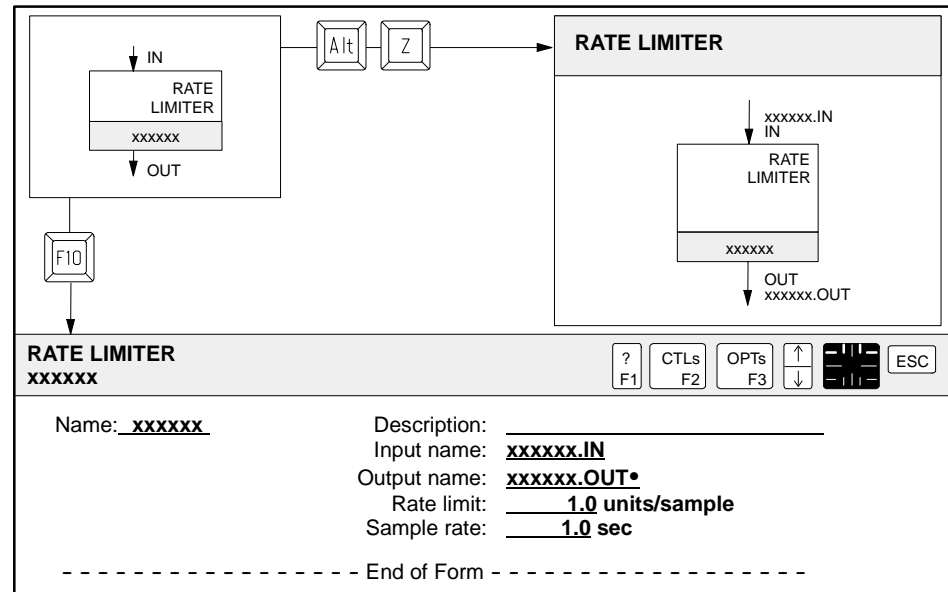 IN
RATE
LIMITER
xxxxxx
OUT
Alt
Z
RATE LIMITER
xxxxxx.IN
IN
RATE
LIMITER
xxxxxx
OUT
xxxxxx.OUT
F10
RATE LIMITER
xxxxxx
?
F1
CTLs
F2
OPTs
F3
ESC
Name: xxxxxx
Description:
Input name: xxxxxx.IN
Output name: xxxxxx.OUT•
Rate limit: 1.0 units/sample
Sample rate: 1.0 sec
- - - - - - - - - - - - - - - - - - End of Form - - - - - - - - - - - - - - - - - - -